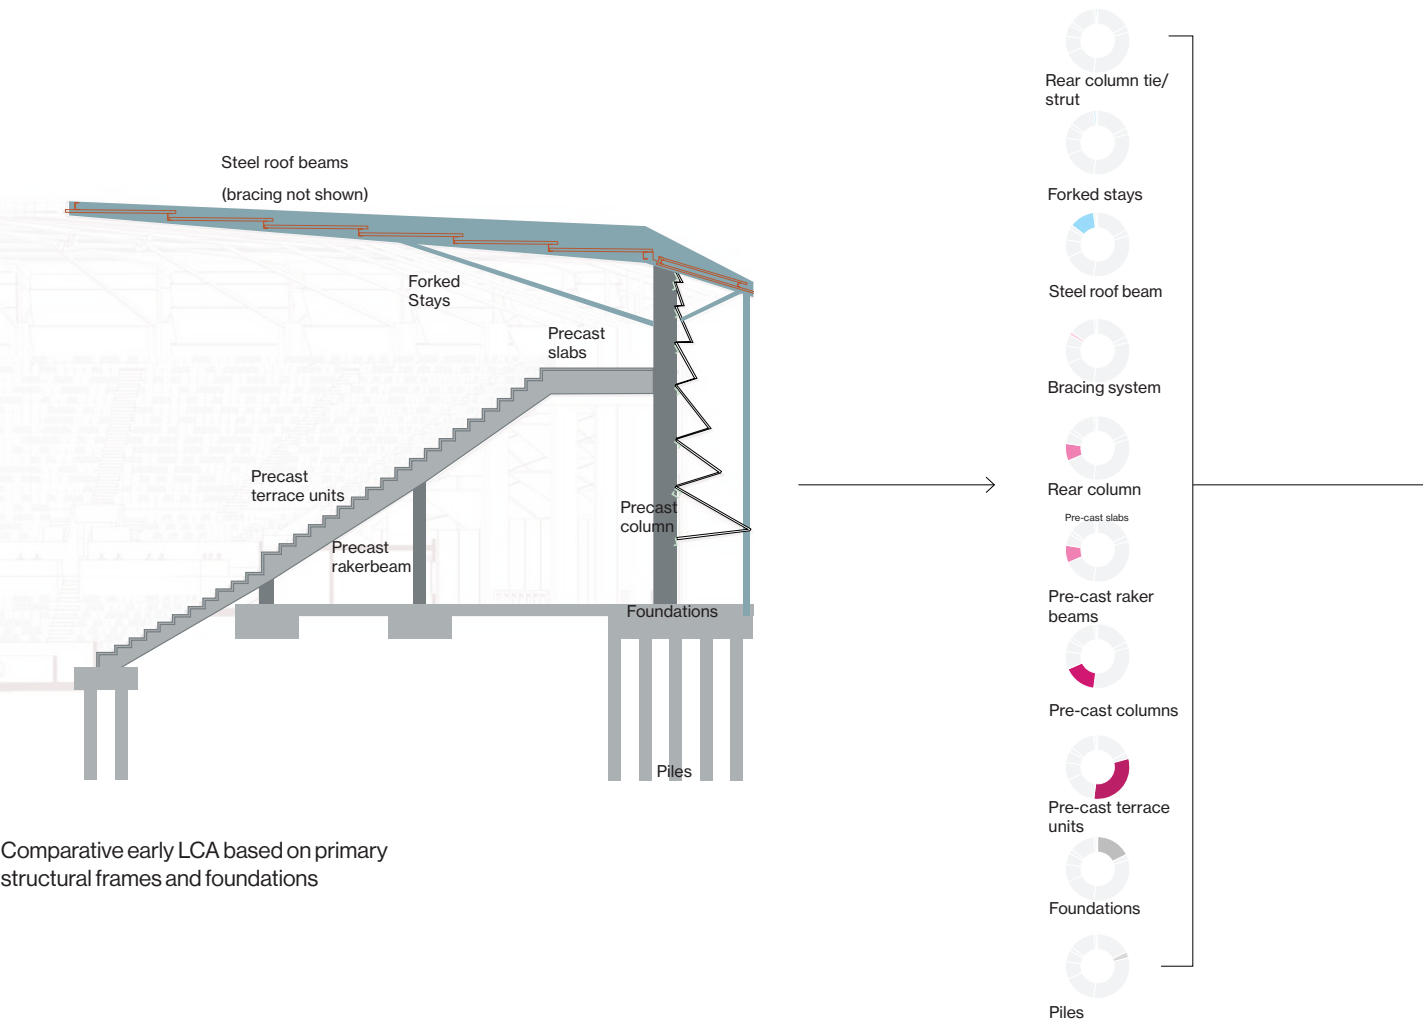 Steel roof beams
(bracing not shown)
Forked
Stays
Precast
slabs
Precast
terrace units
Precast
rakerbeam
Precast
column
Foundations
Piles
Comparative early LCA based on primary
structural frames and foundations
Rear column tie/
strut
Forked stays
Steel roof beam
Bracing system
Rear column
Pre-cast slabs
Pre-cast raker
beams
Pre-cast columns
Pre-cast terrace
units
Foundations
Piles